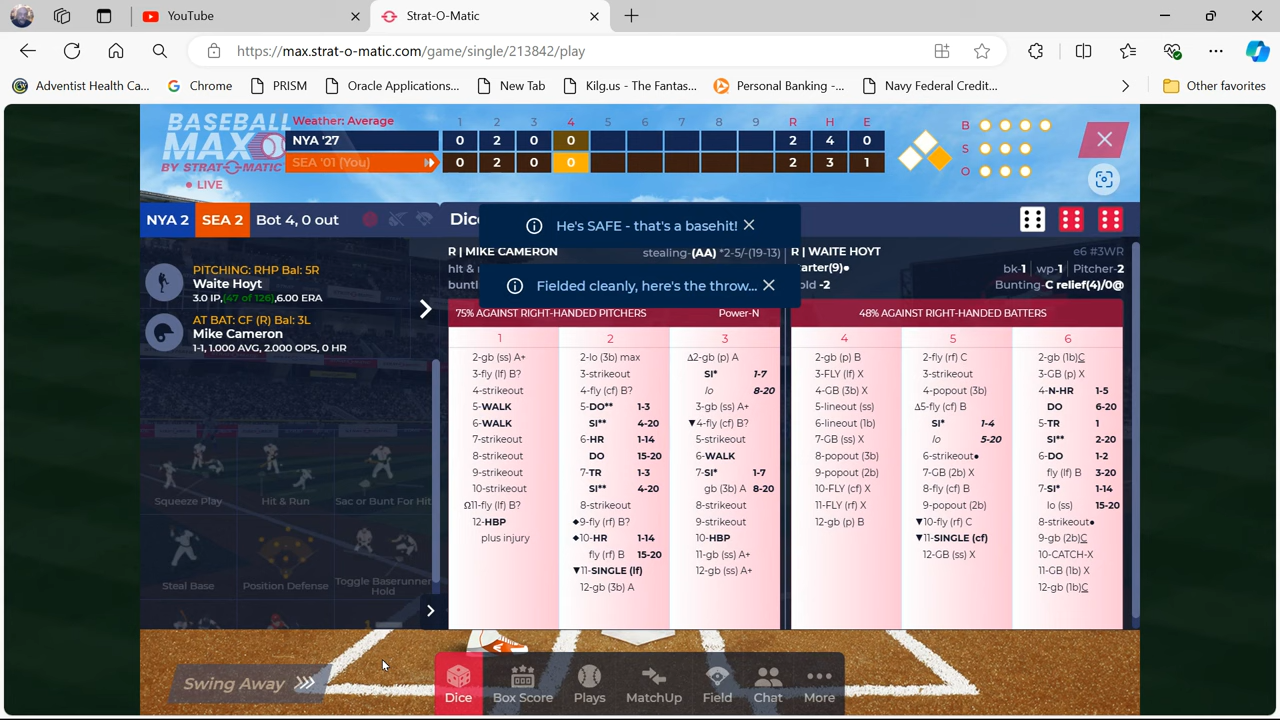 YouTube
Strat-O-Matic
https://max.strat-o-matic.com/game/single/213842/play
Adventist Health Ca...
Chrome
PRISM
Oracle Applications...
New Tab
Kilg.us - The Fantas...
Personal Banking -...
Navy Federal Credit...
Other favorites
BASEBALL MAX
BY STRAT-O-MATIC
LIVE
Weather: Average 1 2 3 4 5 6 7 8 9 R H E
NYA '27 0 2 0 0 2 4 0
SEA '01 (You) 0 2 0 0 2 3 1
B
S
O
NYA 2 SEA 2 Bot 4, 0 out
He's SAFE - that's a basehit!
Fielded cleanly, here's the throw...
PITCHING: RHP Bal: 5R
Waite Hoyt
3.0 IP,(47 of 126),6.00 ERA
AT BAT: CF (R) Bal: 3L
Mike Cameron
1-1, 1.000 AVG, 2.000 OPS, 0 HR
Squeeze Play
Hit & Run
Sac or Bunt For Hit
Steal Base
Position Defense
Toggle Baserunner Hold
R | MIKE CAMERON stealing-(AA) *2-5/-(19-13)
75% AGAINST RIGHT-HANDED PITCHERS Power-N
1
2-gb (ss) A+
3-fly (lf) B?
4-strikeout
5-WALK
6-WALK
7-strikeout
8-strikeout
9-strikeout
10-strikeout
Ω11-fly (lf) B?
12-HBP
plus injury
2
2-lo (3b) max
3-strikeout
4-fly (cf) B?
5-DO** 1-3
SI** 4-20
6-HR 1-14
DO 15-20
7-TR 1-3
SI** 4-20
8-strikeout
◆9-fly (rf) B?
◆10-HR 1-14
fly (rf) B 15-20
▼11-SINGLE (lf)
12-gb (3b) A
3
Δ2-gb (p) A
SI* 1-7
lo 8-20
3-gb (ss) A+
▼4-fly (cf) B?
5-strikeout
6-WALK
7-SI* 1-7
gb (3b) A 8-20
8-strikeout
9-strikeout
10-HBP
11-gb (ss) A+
12-gb (ss) A+
R | WAITE HOYT e6 #3WR
bk-1 wp-1 Pitcher-2
Bunting-C relief(4)/0@
48% AGAINST RIGHT-HANDED BATTERS
4
2-gb (p) B
3-FLY (lf) X
4-GB (3b) X
5-lineout (ss)
6-lineout (1b)
7-GB (ss) X
8-popout (3b)
9-popout (2b)
10-FLY (cf) X
11-FLY (rf) X
12-gb (p) B
5
2-fly (rf) C
3-strikeout
4-popout (3b)
Δ5-fly (cf) B
SI* 1-4
lo 5-20
6-strikeout●
7-GB (2b) X
8-fly (cf) B
9-popout (2b)
▼10-fly (rf) C
▼11-SINGLE (cf)
12-GB (ss) X
6
2-gb (1b)C
3-GB (p) X
4-N-HR 1-5
DO 6-20
5-TR 1
SI** 2-20
6-DO 1-2
fly (lf) B 3-20
7-SI* 1-14
lo (ss) 15-20
8-strikeout●
9-gb (2b)C
10-CATCH-X
11-GB (1b) X
12-gb (1b)C
Swing Away
Dice
Box Score
Plays
MatchUp
Field
Chat
More